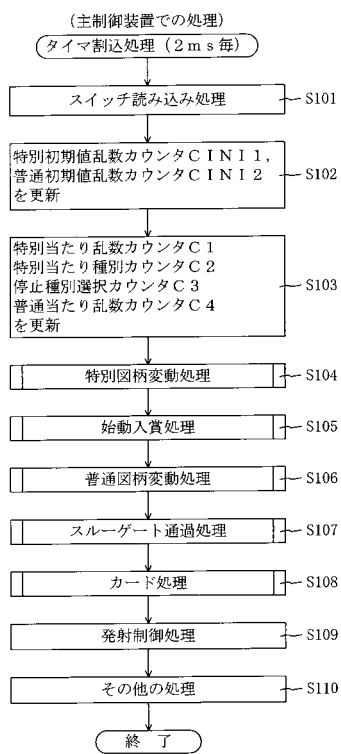 (主制御装置での処理)
タイマ割込処理(2ms毎)
スイッチ読み込み処理
S101
特別初期値乱数カウンタCINI1,
普通初期値乱数カウンタCINI2
を更新
S102
特別当たり乱数カウンタC1
特別当たり種別カウンタC2
停止種別選択カウンタC3
普通当たり乱数カウンタC4
を更新
S103
特別図柄変動処理
S104
始動入賞処理
S105
普通図柄変動処理
S106
スルーゲート通過処理
S107
カード処理
S108
発射制御処理
S109
その他の処理
S110
終 了